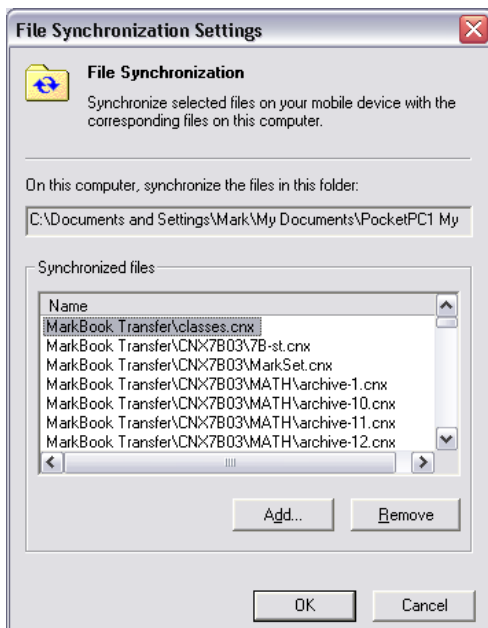 File Synchronization Settings
File Synchronization
Synchronize selected files on your mobile device with the
corresponding files on this computer.
On this computer, synchronize the files in this folder:
C:\Documents and Settings\Mark\My Documents\PocketPC1 My
Synchronized files
Name
MarkBook Transfer\classes.cnx
MarkBook Transfer\CNX7B03\7B-st.cnx
MarkBook Transfer\CNX7B03\MarkSet.cnx
MarkBook Transfer\CNX7B03\MATH\archive-1.cnx
MarkBook Transfer\CNX7B03\MATH\archive-10.cnx
MarkBook Transfer\CNX7B03\MATH\archive-11.cnx
MarkBook Transfer\CNX7B03\MATH\archive-12.cnx
Add...
Remove
OK
Cancel